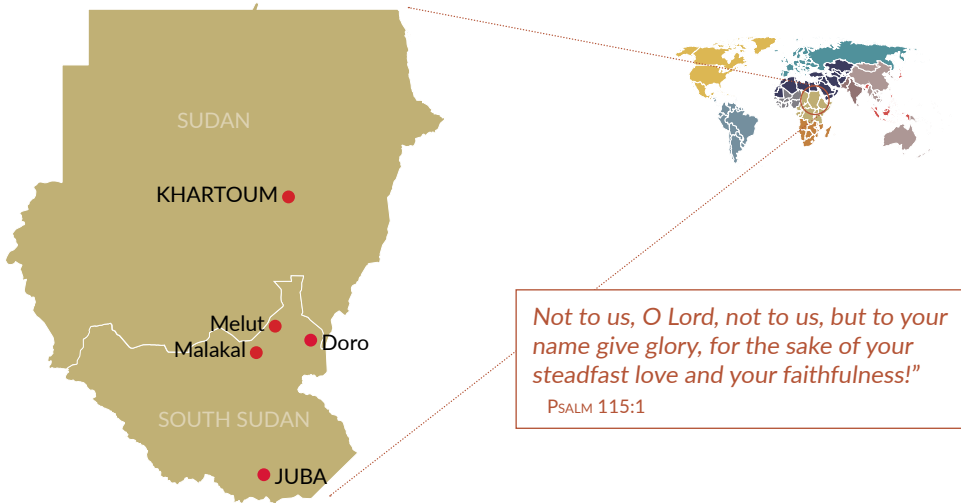 SUDAN
KHARTOUM
Melut
Doro
Malakal
SOUTH SUDAN
JUBA
Not to us, O Lord, not to us, but to your
name give glory, for the sake of your
steadfast love and your faithfulness!”
Psalm 115:1